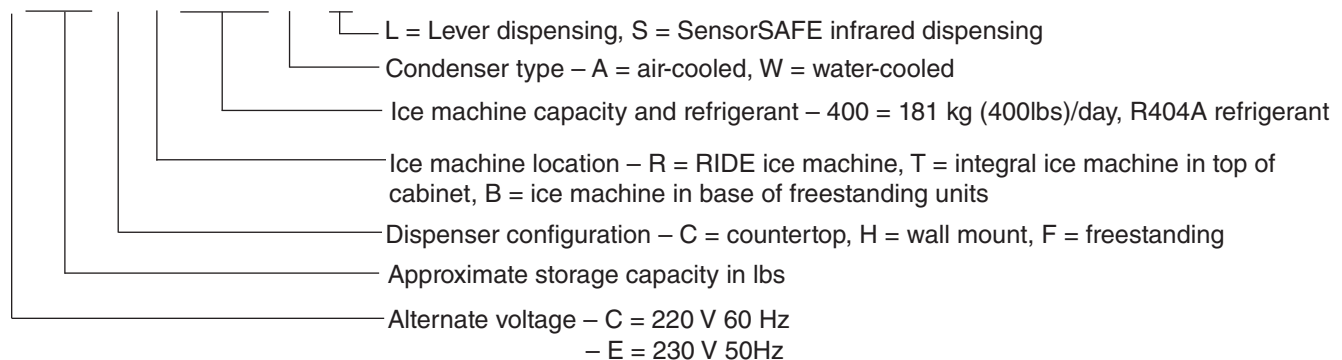 L = Lever dispensing, S = SensorSAFE infrared dispensing
Condenser type – A = air-cooled, W = water-cooled
Ice machine capacity and refrigerant – 400 = 181 kg (400lbs)/day, R404A refrigerant
Ice machine location – R = RIDE ice machine, T = integral ice machine in top of
cabinet, B = ice machine in base of freestanding units
Dispenser configuration – C = countertop, H = wall mount, F = freestanding
Approximate storage capacity in lbs
Alternate voltage – C = 220 V 60 Hz
– E = 230 V 50Hz